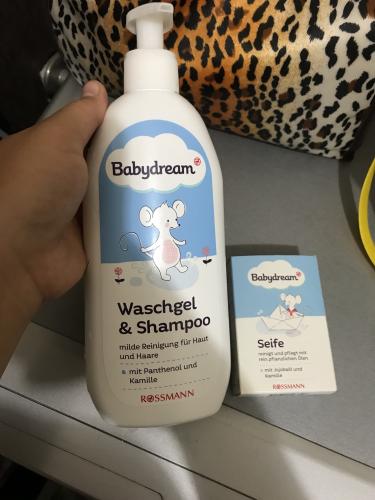 Babydream
Waschgel
& Shampoo
milde Reinigung für Haut
und Haare
mit Panthenol und
Kamille
ROSSMANN
Babydream
Seife
reinigt und pflegt mit
rein pflanzlichen Ölen
mit Jojobaöl und
Kamille
ROSSMANN